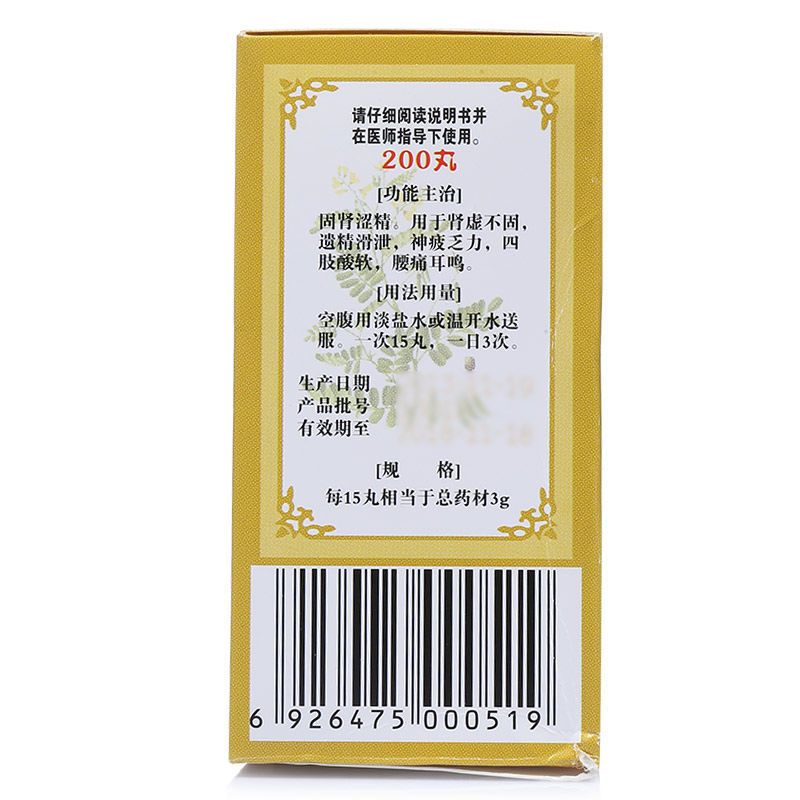 请仔细阅读说明书并
在医师指导下使用。
200丸
[功能主治]
固肾涩精。用于肾虚不固，
遗精滑泄，神疲乏力，四
肢酸软，腰痛耳鸣。
[用法用量]
空腹用淡盐水或温开水送
服。一次15丸，一日3次。
生产日期
产品批号
有效期至
[规 格]
每15丸相当于总药材3g
6 926475 000519